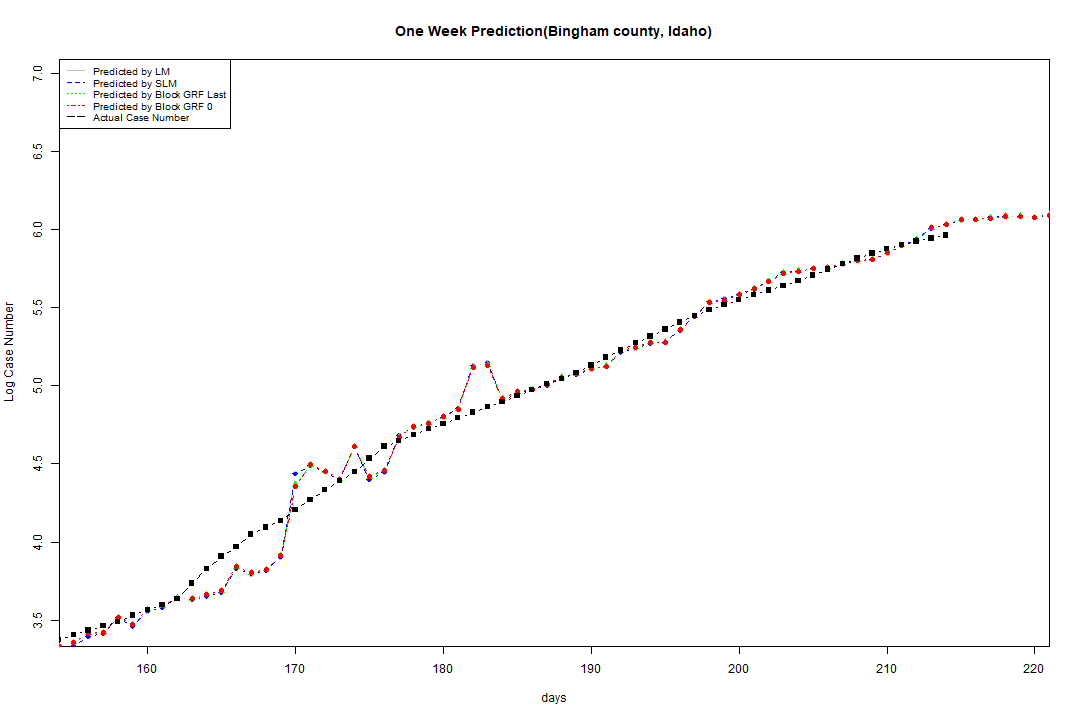 One Week Prediction(Bingham county, Idaho)
Predicted by LM
Predicted by SLM
Predicted by Block GRF Last
Predicted by Block GRF 0
Actual Case Number
7.0
6.5
6.0
5.5
5.0
4.5
4.0
3.5
Log Case Number
160 170 180 190 200 210 220
days